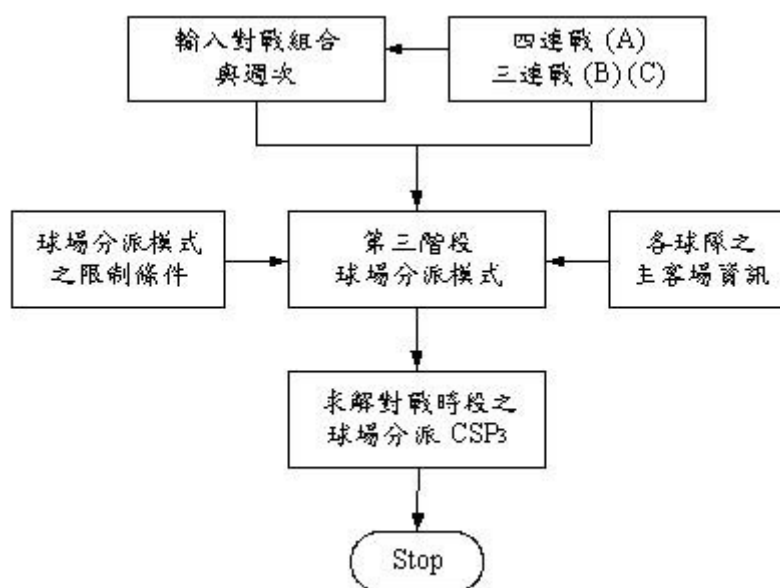 輸入對戰組合
與週次
四連戰 (A)
三連戰 (B) (C)
球場分派模式
之限制條件
第三階段
球場分派模式
各球隊之
主客場資訊
求解對戰時段之
球場分派 CSP3
Stop